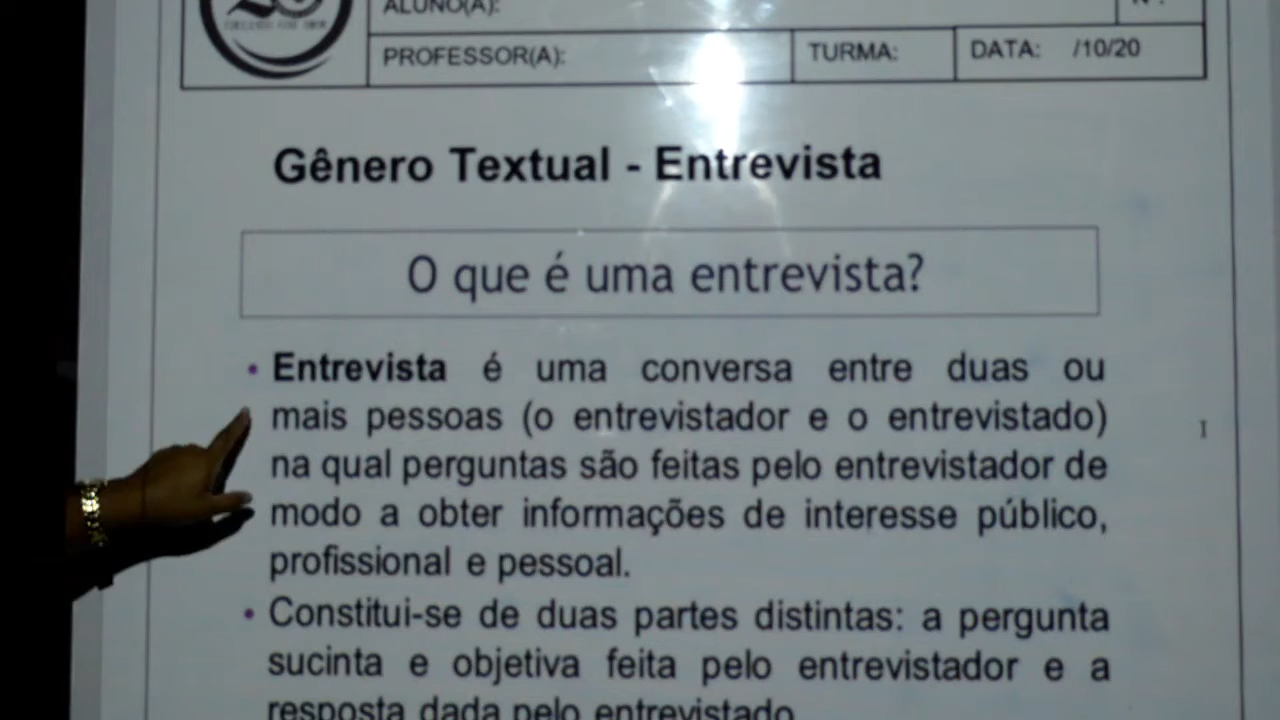 ALUNO(A):
Nº:
PROFESSOR(A):
TURMA:
DATA: /10/20
Gênero Textual - Entrevista
O que é uma entrevista?
• Entrevista é uma conversa entre duas ou
mais pessoas (o entrevistador e o entrevistado)
na qual perguntas são feitas pelo entrevistador de
modo a obter informações de interesse público,
profissional e pessoal.
• Constitui-se de duas partes distintas: a pergunta
sucinta e objetiva feita pelo entrevistador e a
resposta dada pelo entrevistado